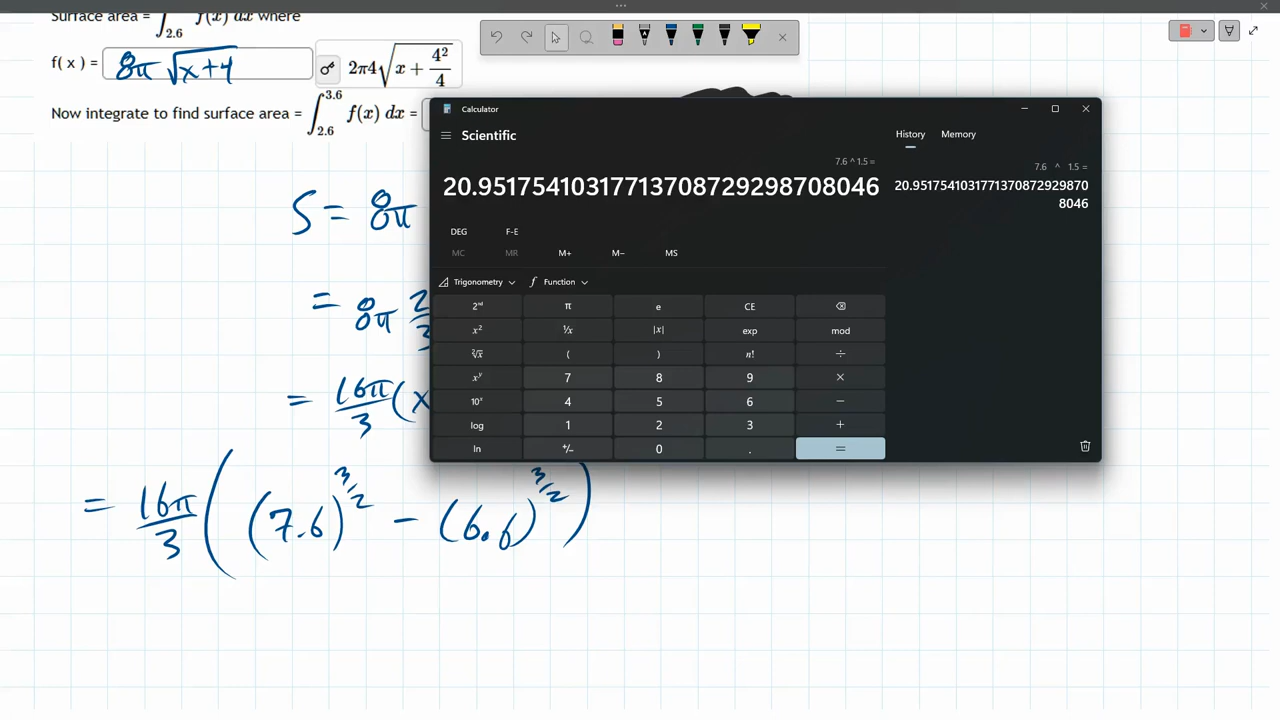 Surface area = ∫2.6 f(x) dx where
f( x ) = 8π √x+4 2π4√x + 4²/4
Now integrate to find surface area = ∫2.6^3.6 f(x) dx =
S = 8π
= 8π 2/3
= 16π/3 (x
= 16π/3 ( (7.6)^3/2 − (6.6)^3/2 )
Calculator
Scientific
History Memory
7.6 ^ 1.5 =
20.95175410317713708729298708046
7.6 ^ 1.5 =
20.9517541031771370872929870
8046
DEG F-E
MC MR M+ M− MS
Trigonometry Function
2ⁿᵈ π e CE
x² ¹/x |x| exp mod
²√x ( ) n! ÷
xʸ 7 8 9 ×
10ˣ 4 5 6 −
log 1 2 3 +
ln +/− 0 . =